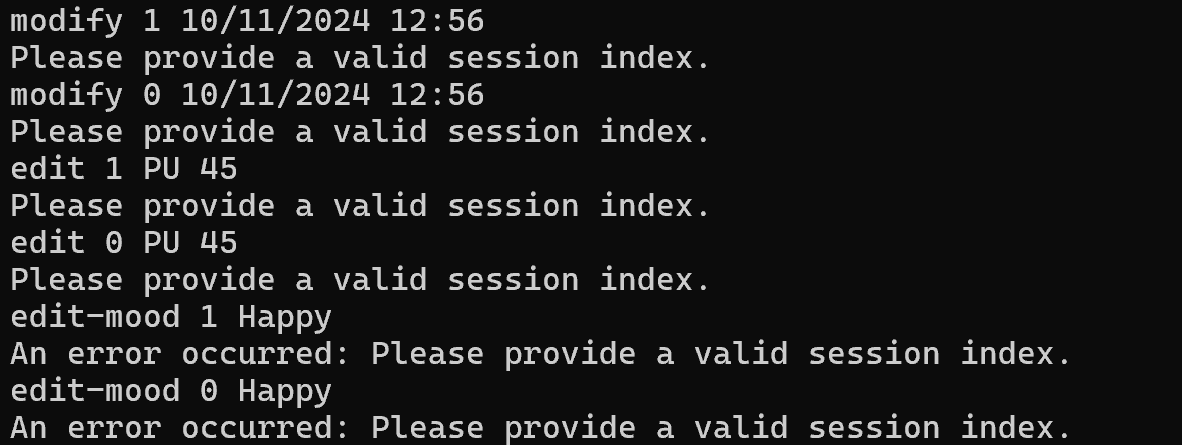 modify 1 10/11/2024 12:56
Please provide a valid session index.
modify 0 10/11/2024 12:56
Please provide a valid session index.
edit 1 PU 45
Please provide a valid session index.
edit 0 PU 45
Please provide a valid session index.
edit-mood 1 Happy
An error occurred: Please provide a valid session index.
edit-mood 0 Happy
An error occurred: Please provide a valid session index.